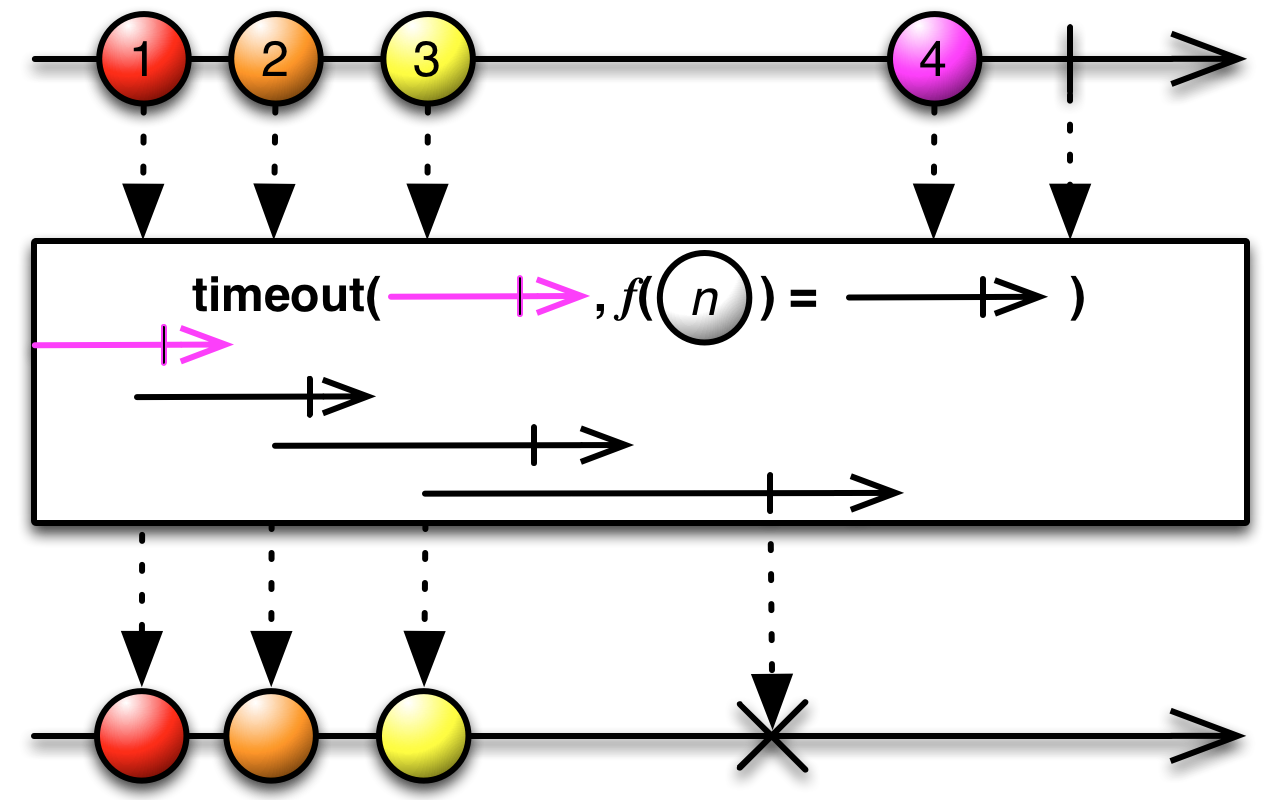 1 2 3 4
timeout( , f( n ) = )